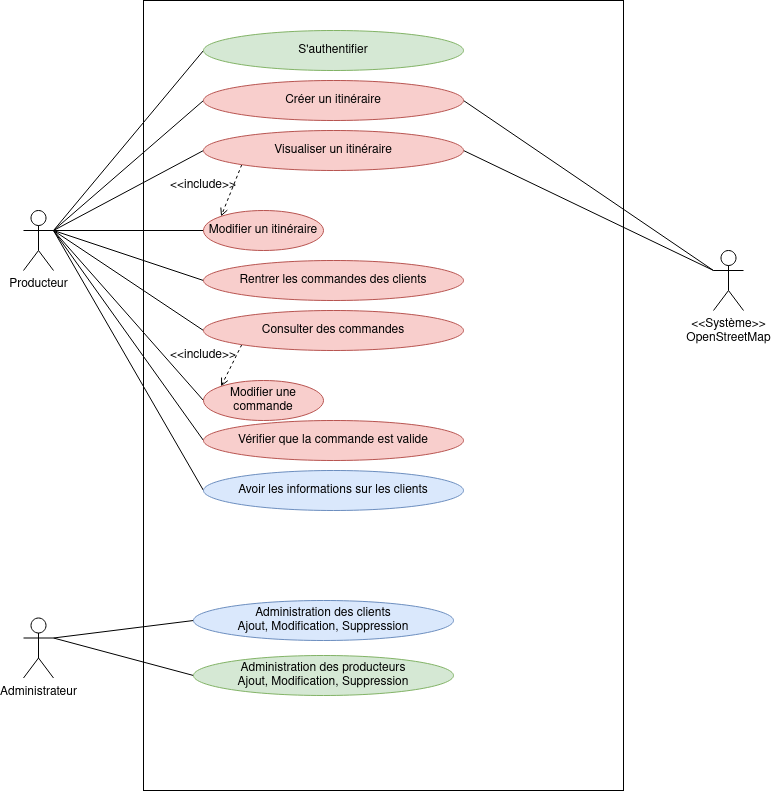 S'authentifier
Créer un itinéraire
Visualiser un itinéraire
<<include>>
Modifier un itinéraire
Producteur
Rentrer les commandes des clients
<<Système>>
OpenStreetMap
Consulter des commandes
<<include>>
Modifier une
commande
Vérifier que la commande est valide
Avoir les informations sur les clients
Administration des clients
Ajout, Modification, Suppression
Administration des producteurs
Ajout, Modification, Suppression
Administrateur